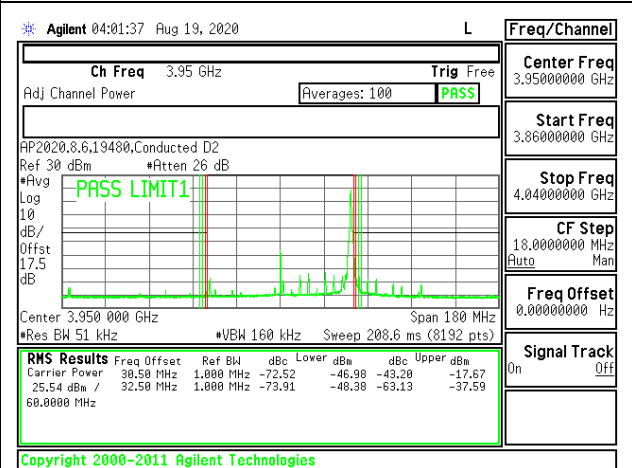 Agilent 04:01:37 Aug 19, 2020 L
Freq/Channel
Ch Freq 3.95 GHz Trig Free
Adj Channel Power Averages: 100 PASS
Center Freq
3.95000000 GHz
Start Freq
3.86000000 GHz
Stop Freq
4.04000000 GHz
CF Step
18.0000000 MHz
Auto Man
Freq Offset
0.00000000 Hz
Signal Track
On Off
AP2020.8.6,19480,Conducted D2
Ref 30 dBm #Atten 26 dB
#Avg
Log
10
dB/
Offst
17.5
dB
PASS LIMIT1
Center 3.950 000 GHz Span 180 MHz
#Res BW 51 kHz #VBW 160 kHz Sweep 208.6 ms (8192 pts)
RMS Results Freq Offset Ref BW dBc Lower dBm dBc Upper dBm
Carrier Power 30.50 MHz 1.000 MHz -72.52 -46.98 -43.20 -17.67
25.54 dBm / 32.50 MHz 1.000 MHz -73.91 -48.38 -63.13 -37.59
60.0000 MHz
Copyright 2000-2011 Agilent Technologies